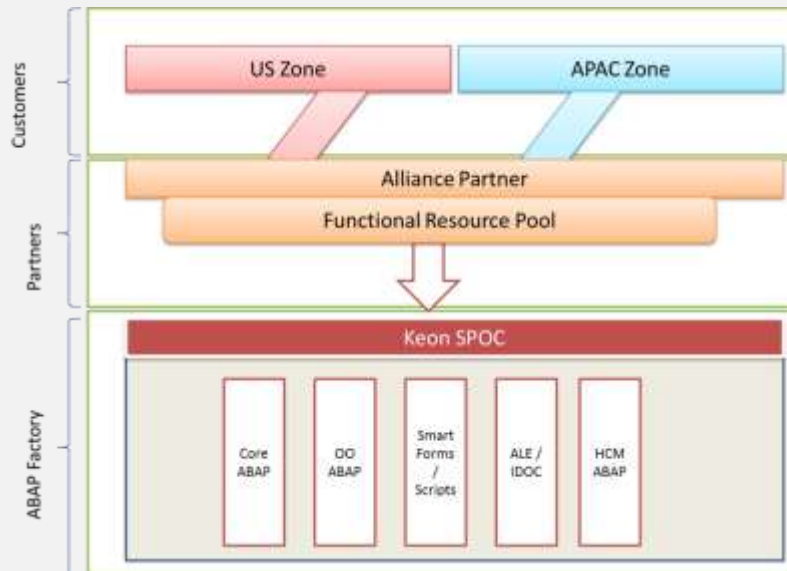 Customers
US Zone
APAC Zone
Partners
Alliance Partner
Functional Resource Pool
ABAP Factory
Keon SPOC
Core
ABAP
OO
ABAP
Smart
Forms
/
Scripts
ALE /
IDOC
HCM
ABAP